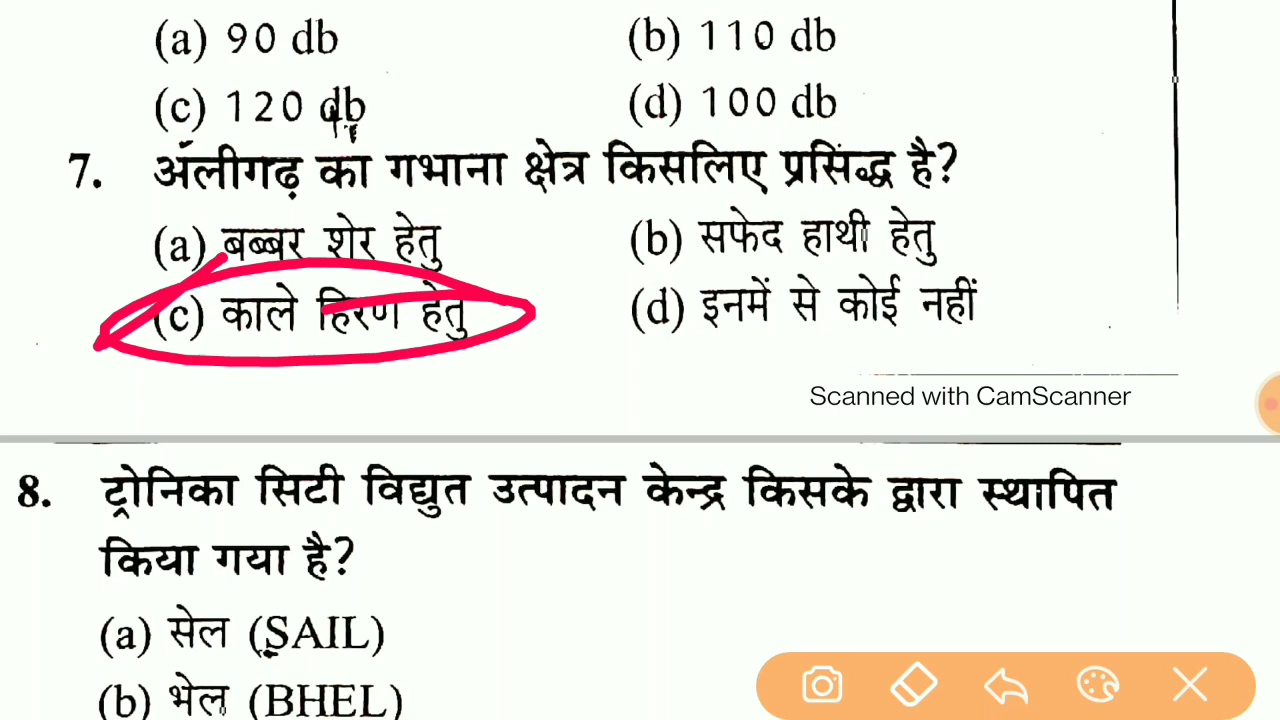 (a) 90 db (b) 110 db
(c) 120 db (d) 100 db
7. अलीगढ़ का गभाना क्षेत्र किसलिए प्रसिद्ध है?
(a) बब्बर शेर हेतु (b) सफेद हाथी हेतु
(c) काले हिरण हेतु (d) इनमें से कोई नहीं
Scanned with CamScanner
8. ट्रोनिका सिटी विद्युत उत्पादन केन्द्र किसके द्वारा स्थापित
किया गया है?
(a) सेल (SAIL)
(b) भेल (BHEL)